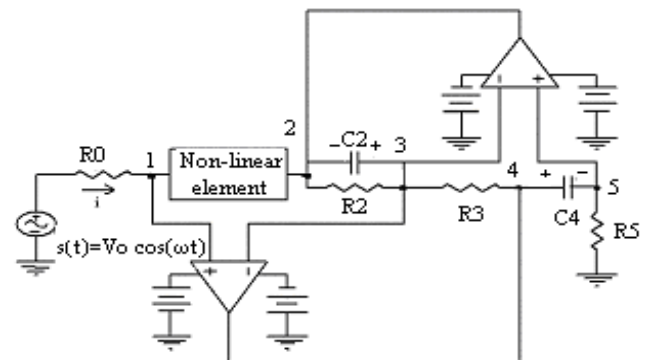 2
− C2 + 3
R0 1 Non-linear
element
i
R2
4
R3
+ −
C4
5
R5
s(t)=Vo cos(ωt)
+ −
− +